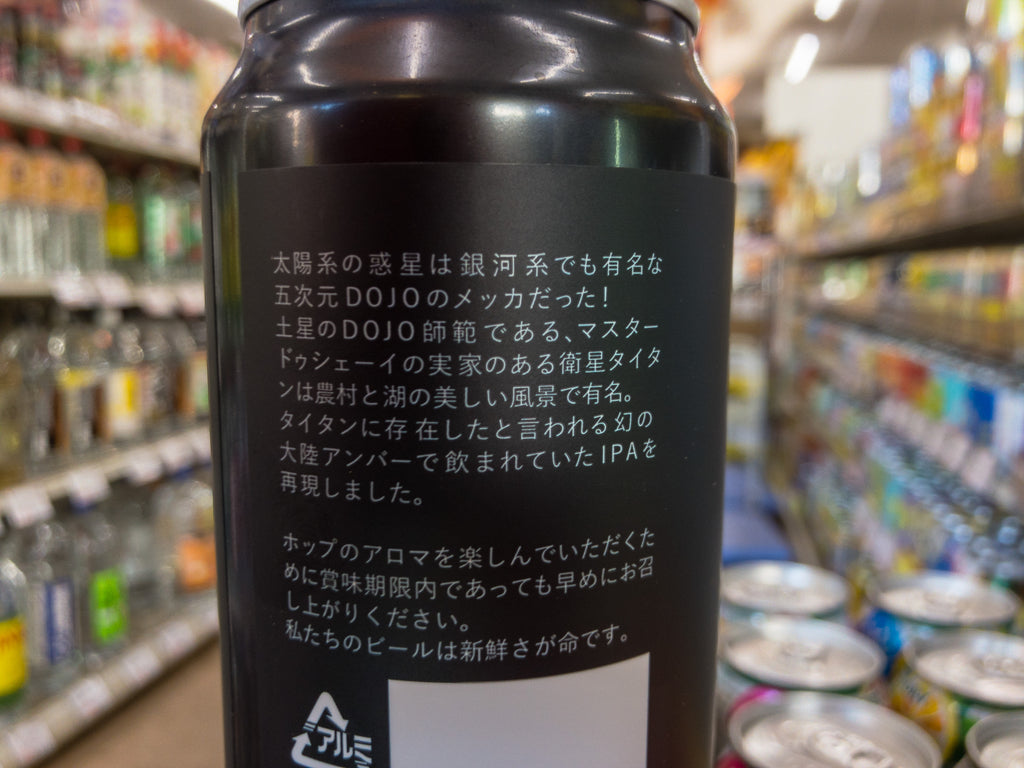 太陽系の惑星は銀河系でも有名な
五次元DOJOのメッカだった!
土星のDOJO師範である、マスター
ドゥシェーイの実家のある衛星タイタ
ンは農村と湖の美しい風景で有名。
タイタンに存在したと言われる幻の
大陸アンバーで飲まれていたIPAを
再現しました。
ホップのアロマを楽しんでいただくた
めに賞味期限内であっても早めにお召
し上がりください。
私たちのビールは新鮮さが命です。
アルミ